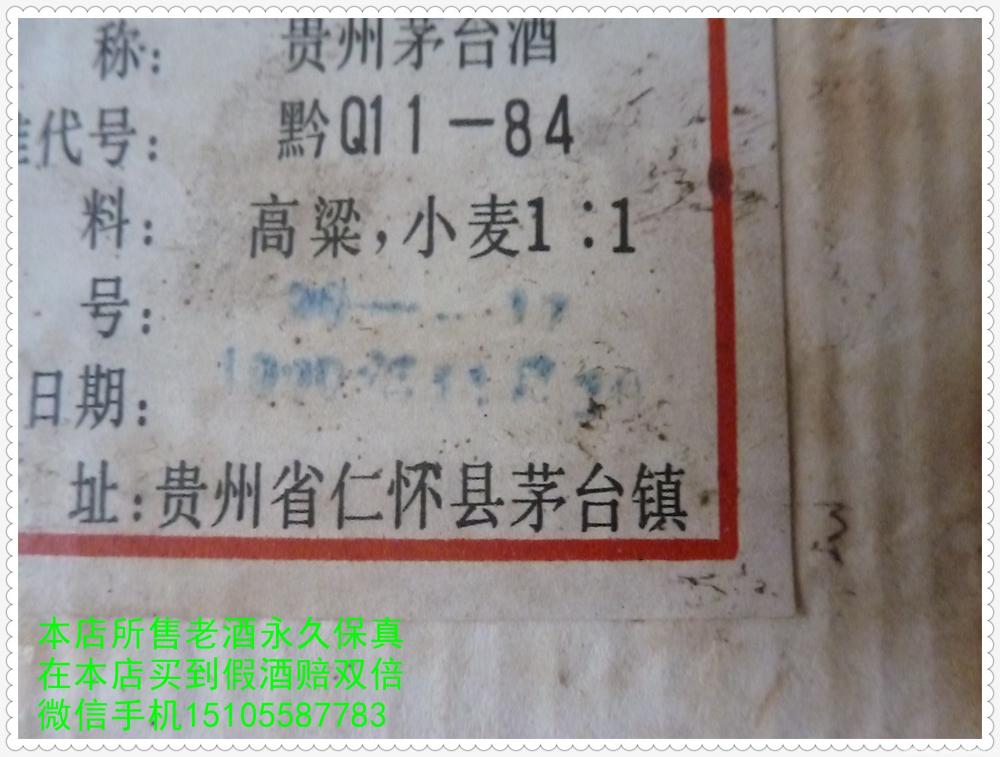 称： 贵州茅台酒
准代号： 黔Q11－84
料： 高粱，小麦1：1
号：
日期：
址：贵州省仁怀县茅台镇
本店所售老酒永久保真
在本店买到假酒赔双倍
微信手机15105587783